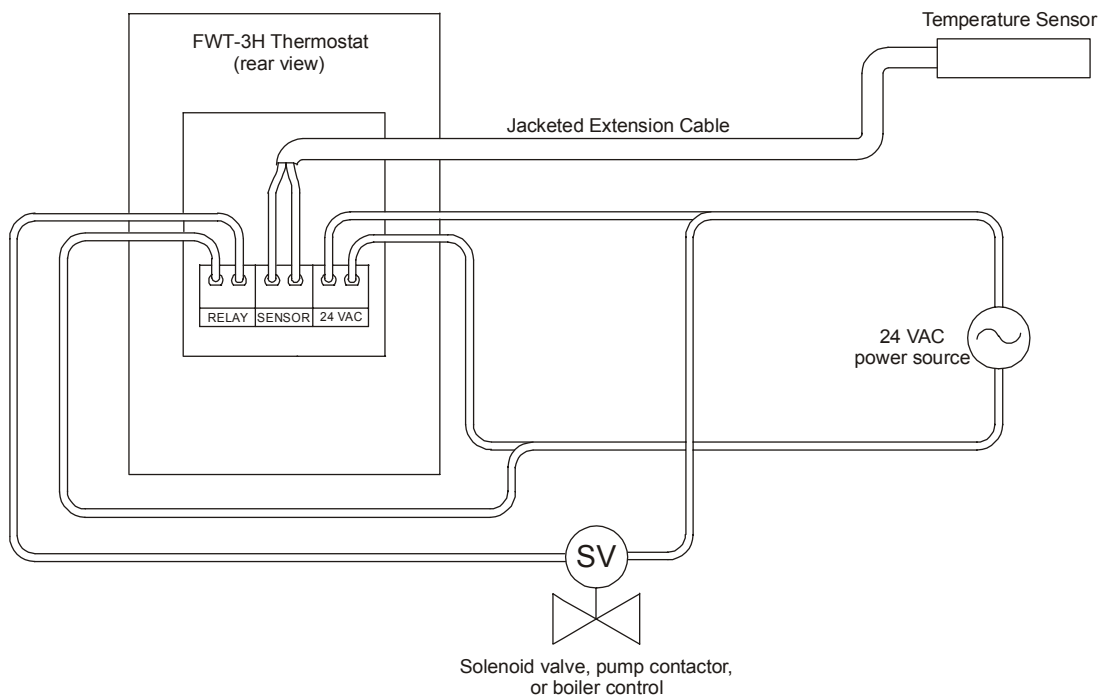 Temperature Sensor
FWT-3H Thermostat
(rear view)
Jacketed Extension Cable
RELAY SENSOR 24 VAC
24 VAC
power source
SV
Solenoid valve, pump contactor,
or boiler control